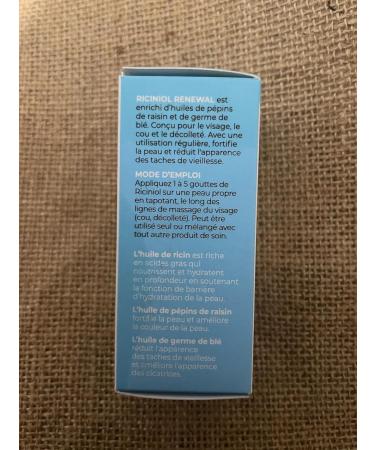 RICINIOL RENEWAL est
enrichi d'huiles de pépins
de raisin et de germe de
blé. Conçu pour le visage, le
cou et le décolleté. Avec une
utilisation régulière, fortifie
la peau et réduit l'apparence
des taches de vieillesse.
MODE D'EMPLOI
Appliquez 1 à 5 gouttes de
Riciniol sur une peau propre
en tapotant, le long des
lignes de massage du visage
(cou, décolleté). Peut être
utilisé seul ou mélangé avec
tout autre produit de soin.
L'huile de ricin est riche
en acides gras qui
nourrissent et hydratent
en profondeur en soutenant
la fonction de barrière
d'hydratation de la peau.
L'huile de pépins de raisin
fortifie la peau et améliore
la couleur de la peau.
L'huile de germe de blé
réduit l'apparence
des taches de vieillesse
et améliore l'apparence
des cicatrices.